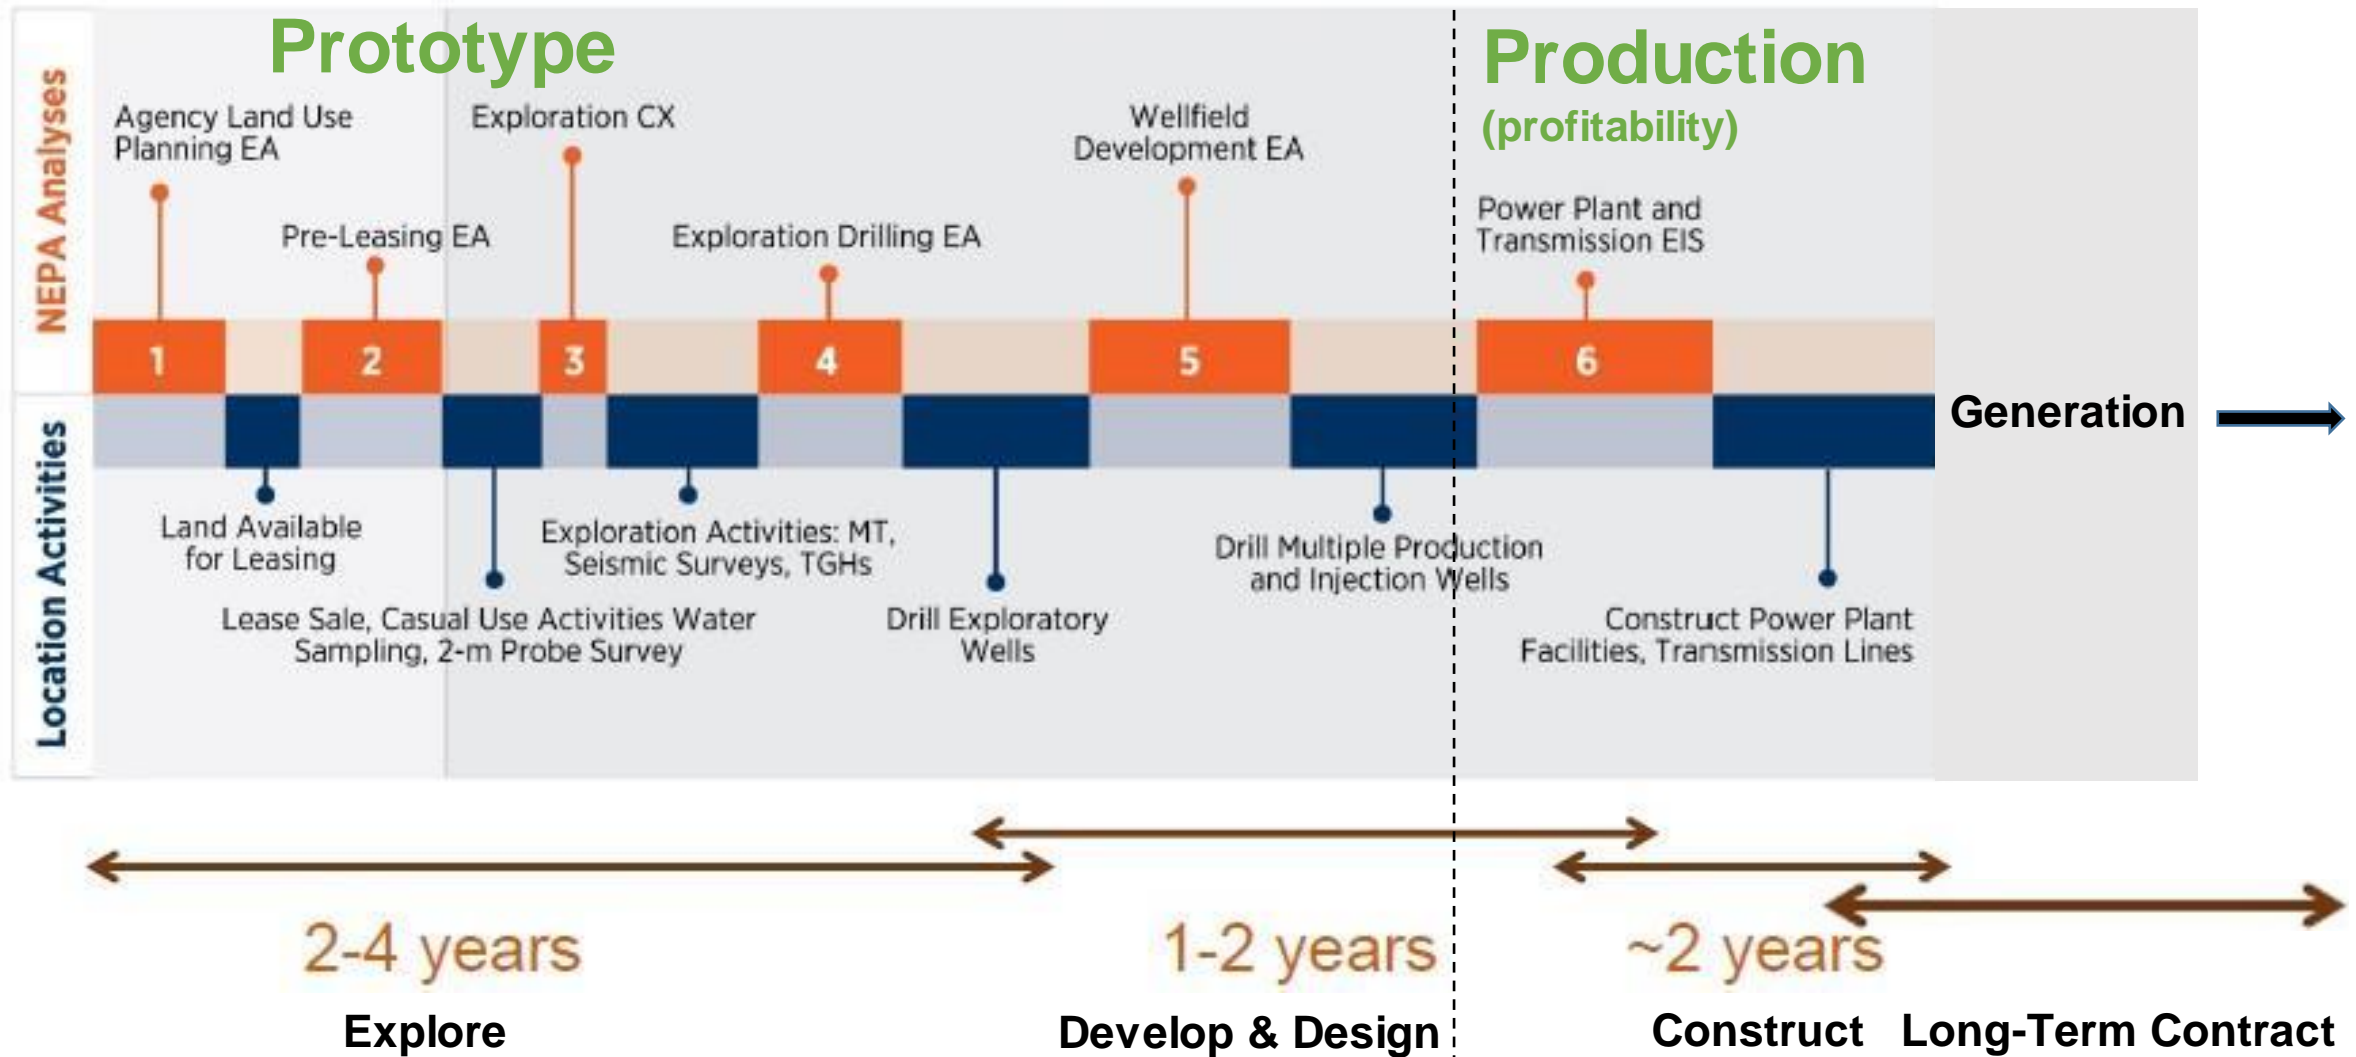 Prototype
Production
(profitability)
NEPA Analyses
Agency Land Use
Planning EA
Exploration CX
Wellfield
Development EA
Pre-Leasing EA
Exploration Drilling EA
Power Plant and
Transmission EIS
1
2
3
4
5
6
Generation
Location Activities
Land Available
for Leasing
Exploration Activities: MT,
Seismic Surveys, TGHs
Drill Multiple Production
and Injection Wells
Lease Sale, Casual Use Activities Water
Sampling, 2-m Probe Survey
Drill Exploratory
Wells
Construct Power Plant
Facilities, Transmission Lines
2-4 years
1-2 years
~2 years
Explore
Develop & Design
Construct
Long-Term Contract